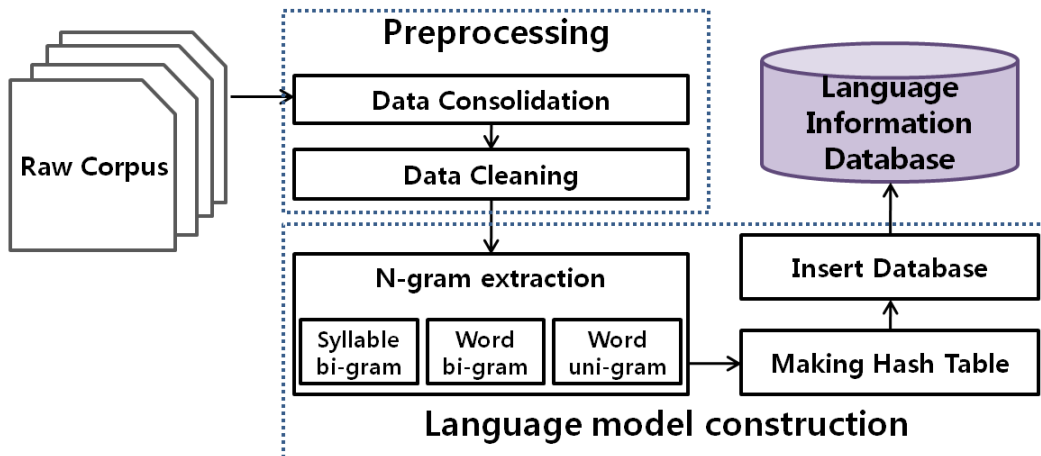 Preprocessing
Raw Corpus
Data Consolidation
Data Cleaning
Language
Information
Database
N-gram extraction
Syllable
bi-gram
Word
bi-gram
Word
uni-gram
Insert Database
Making Hash Table
Language model construction